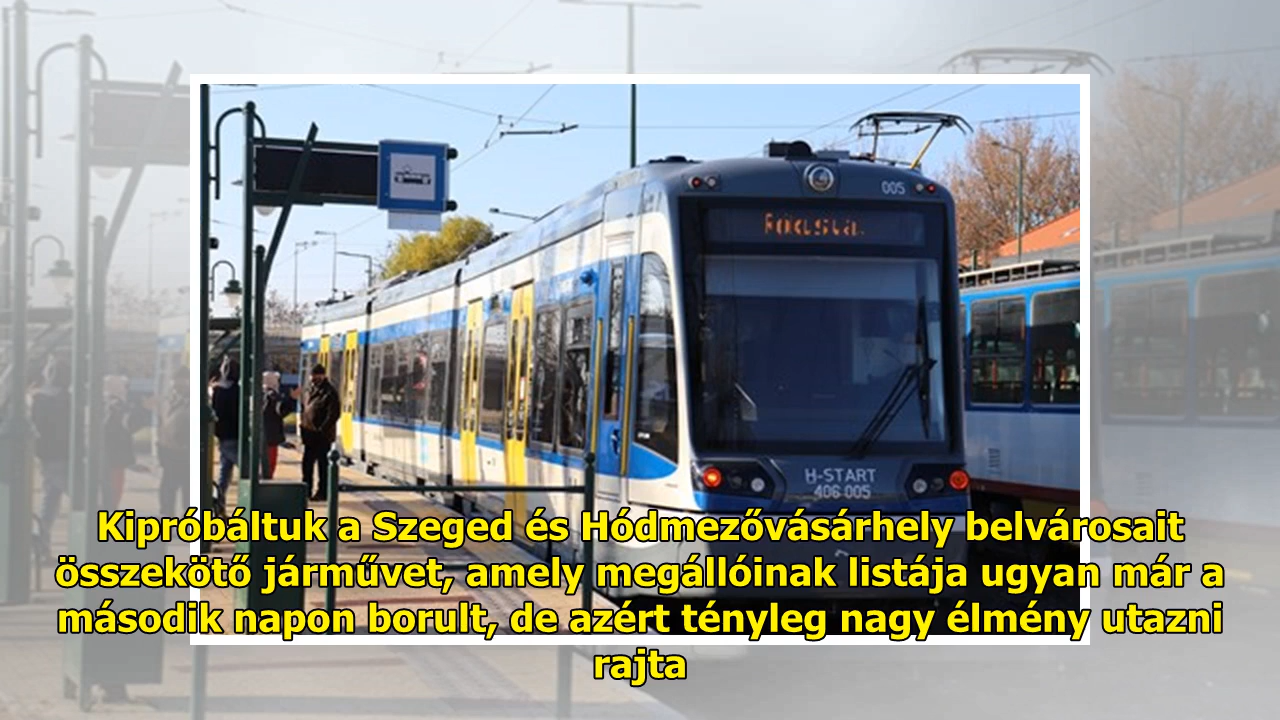 005
H-START
406 005
Kipróbáltuk a Szeged és Hódmezővásárhely belvárosait
összekötő járművet, amely megállóinak listája ugyan már a
második napon borult, de azért tényleg nagy élmény utazni
rajta